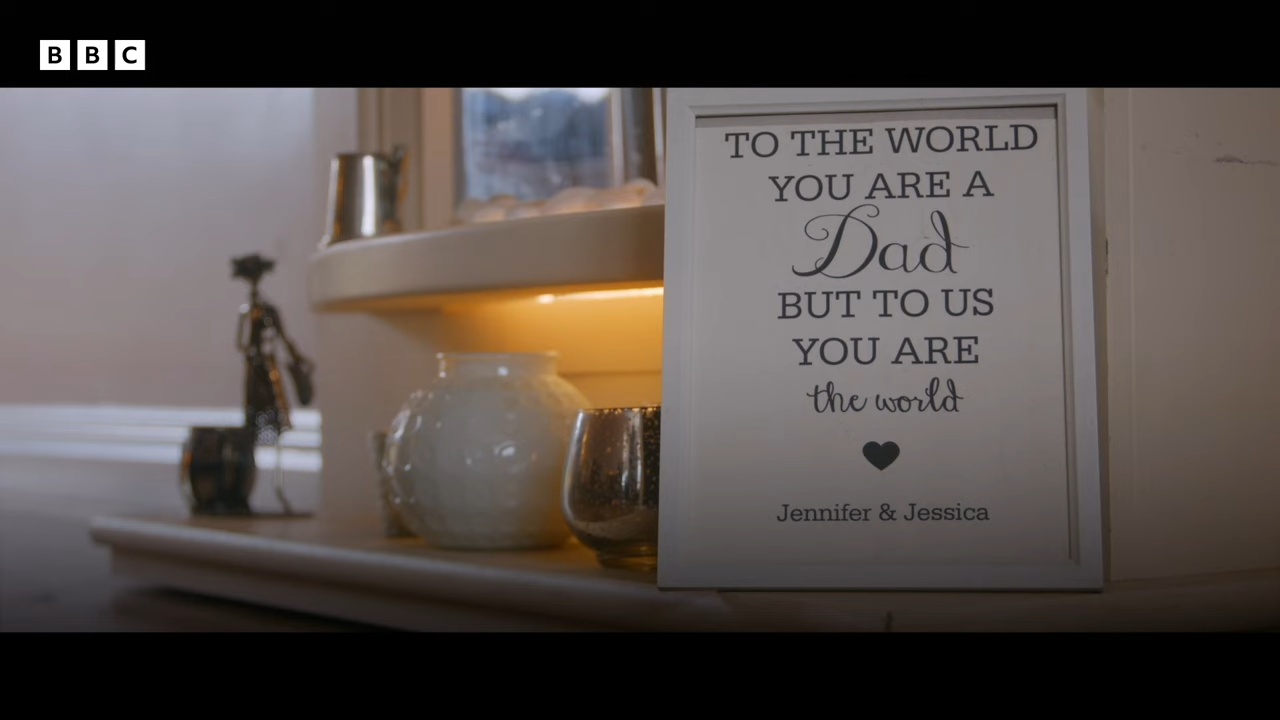 BBC
TO THE WORLD
YOU ARE A
Dad
BUT TO US
YOU ARE
the world
Jennifer & Jessica